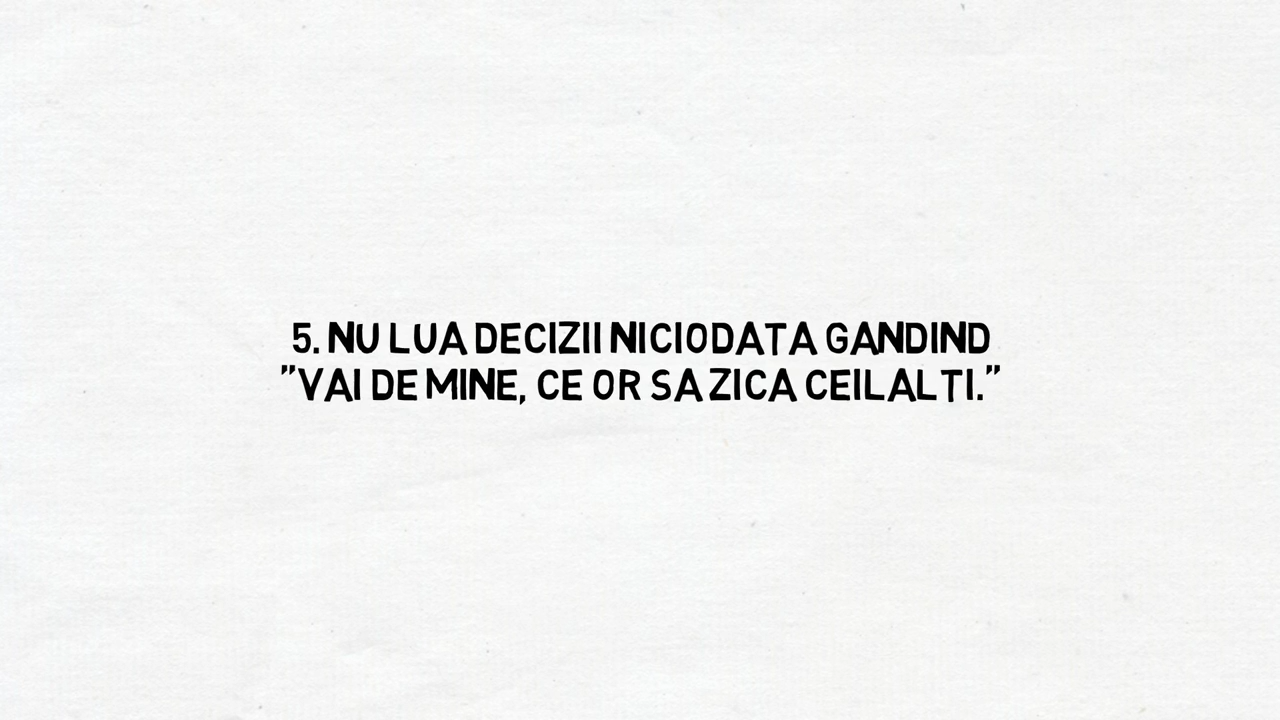 5. NU LUA DECIZII NICIODATA GANDIND
"VAI DE MINE, CE OR SA ZICA CEILALTI."